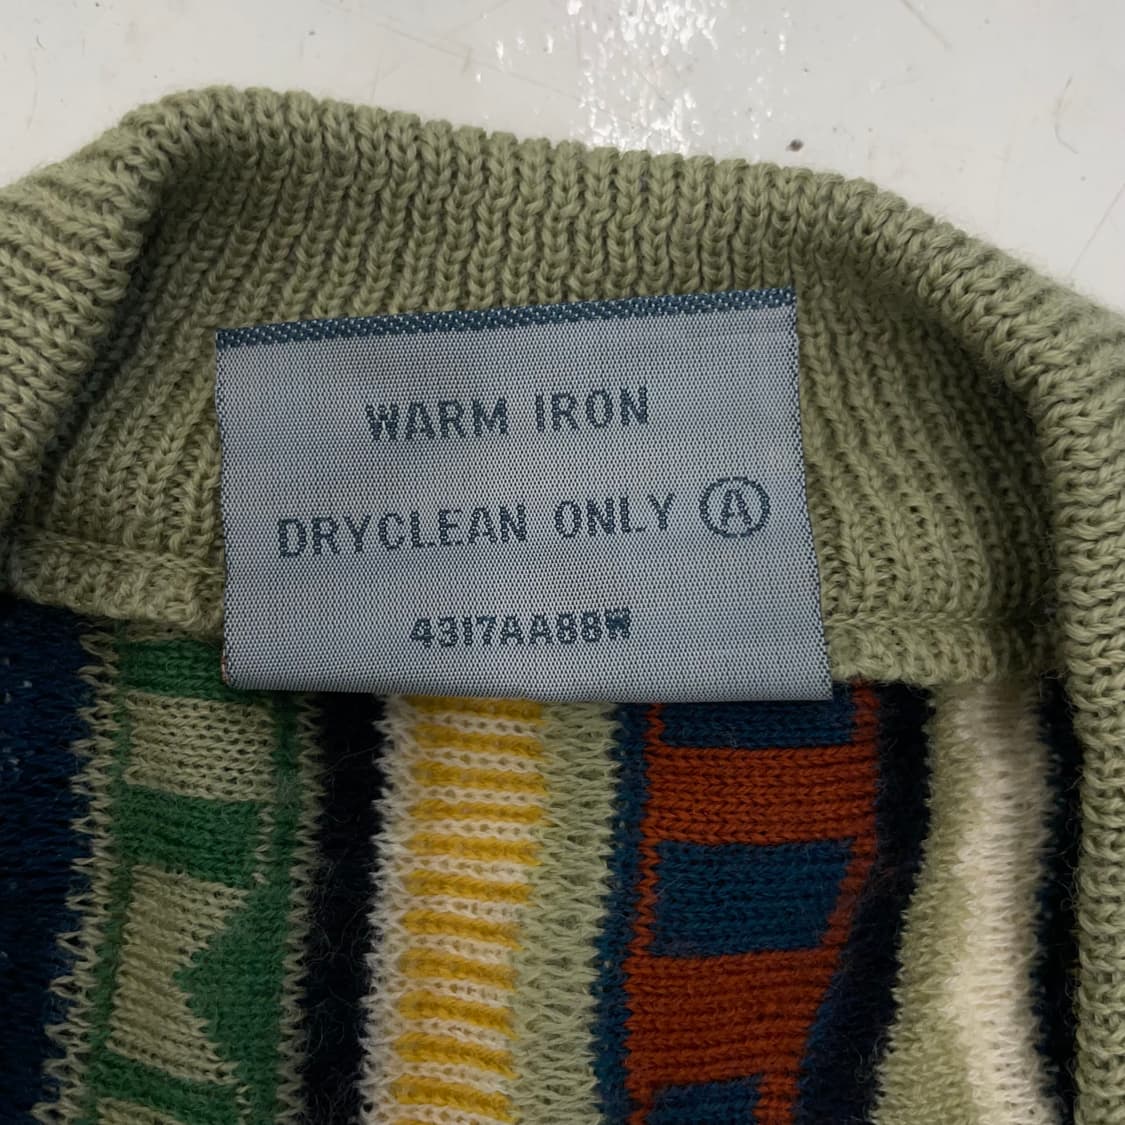 WARM IRON
DRYCLEAN ONLY Ⓐ
4317AA88W